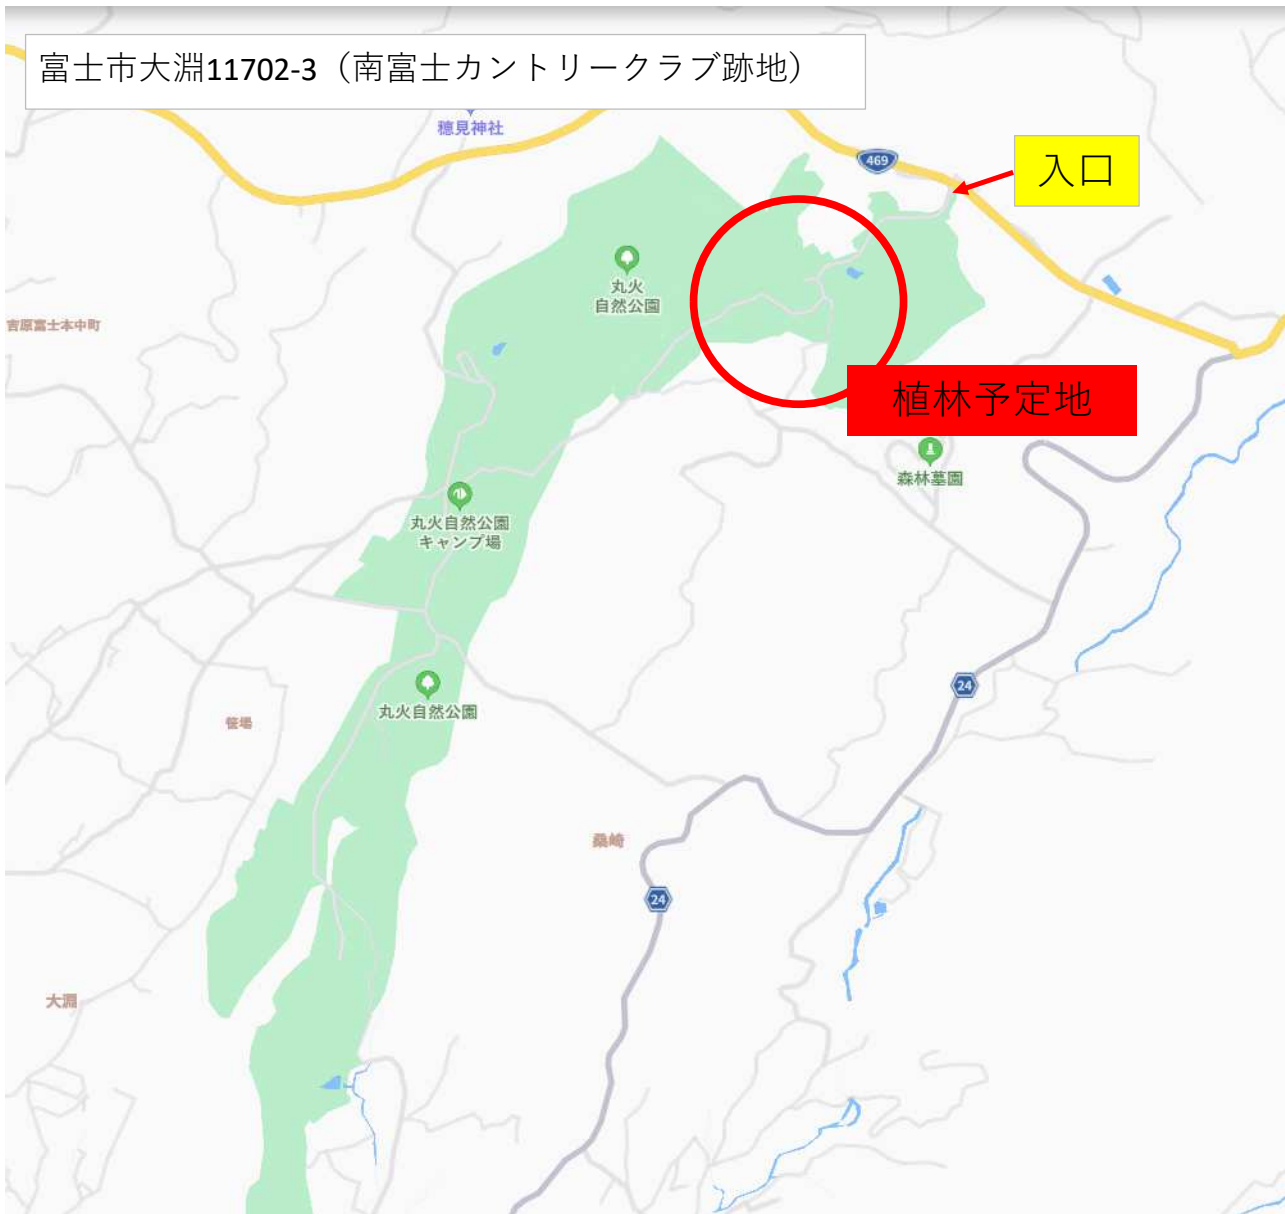 富士市大淵11702-3（南富士カントリークラブ跡地）
穂見神社
469
入口
丸火
自然公園
吉原富士本中町
植林予定地
森林墓園
丸火自然公園
キャンプ場
24
丸火自然公園
笹場
桑崎
24
大淵